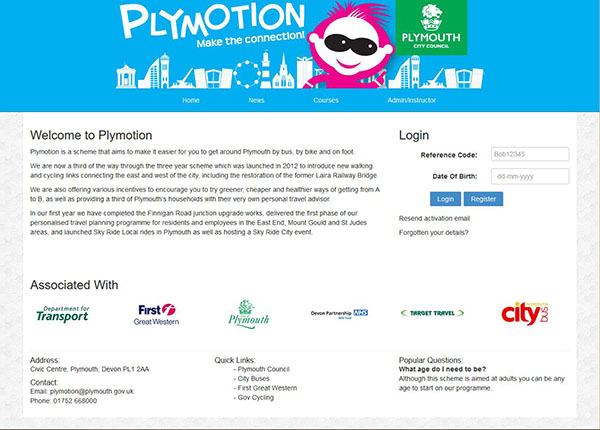 PLYMOTION
Make the connection!
PLYMOUTH
CITY COUNCIL
Home News Courses Admin/Instructor
Welcome to Plymotion
Plymotion is a scheme that aims to make it easier for you to get around Plymouth by bus, by bike and on foot.
We are now a third of the way through the three year scheme which was launched in 2012 to introduce new walking
and cycling links connecting the east and west of the city, including the restoration of the former Laira Railway Bridge.
We are also offering various incentives to encourage you to try greener, cheaper and healthier ways of getting from A
to B, as well as providing a third of Plymouth's households with their very own personal travel advisor.
In our first year we have completed the Finnigan Road junction upgrade works, delivered the first phase of our
personalised travel planning programme for residents and employees in the East End, Mount Gould and St Judes
areas, and launched Sky Ride Local rides in Plymouth as well as hosting a Sky Ride City event.
Login
Reference Code: Bob12345
Date Of Birth: dd-mm-yyyy
Login Register
Resend activation email
Forgotten your details?
Associated With
Department for
Transport
First
Great Western
Plymouth
Devon Partnership NHS
TARGET TRAVEL
PLYMOUTH
city bus
Address:
Civic Centre, Plymouth, Devon PL1 2AA
Contact:
Email: plymotion@plymouth.gov.uk
Phone: 01752 668000
Quick Links:
- Plymouth Council
- City Buses
- First Great Western
- Gov Cycling
Popular Questions:
What age do I need to be?
Although this scheme is aimed at adults you can be any
age to start on our programme.